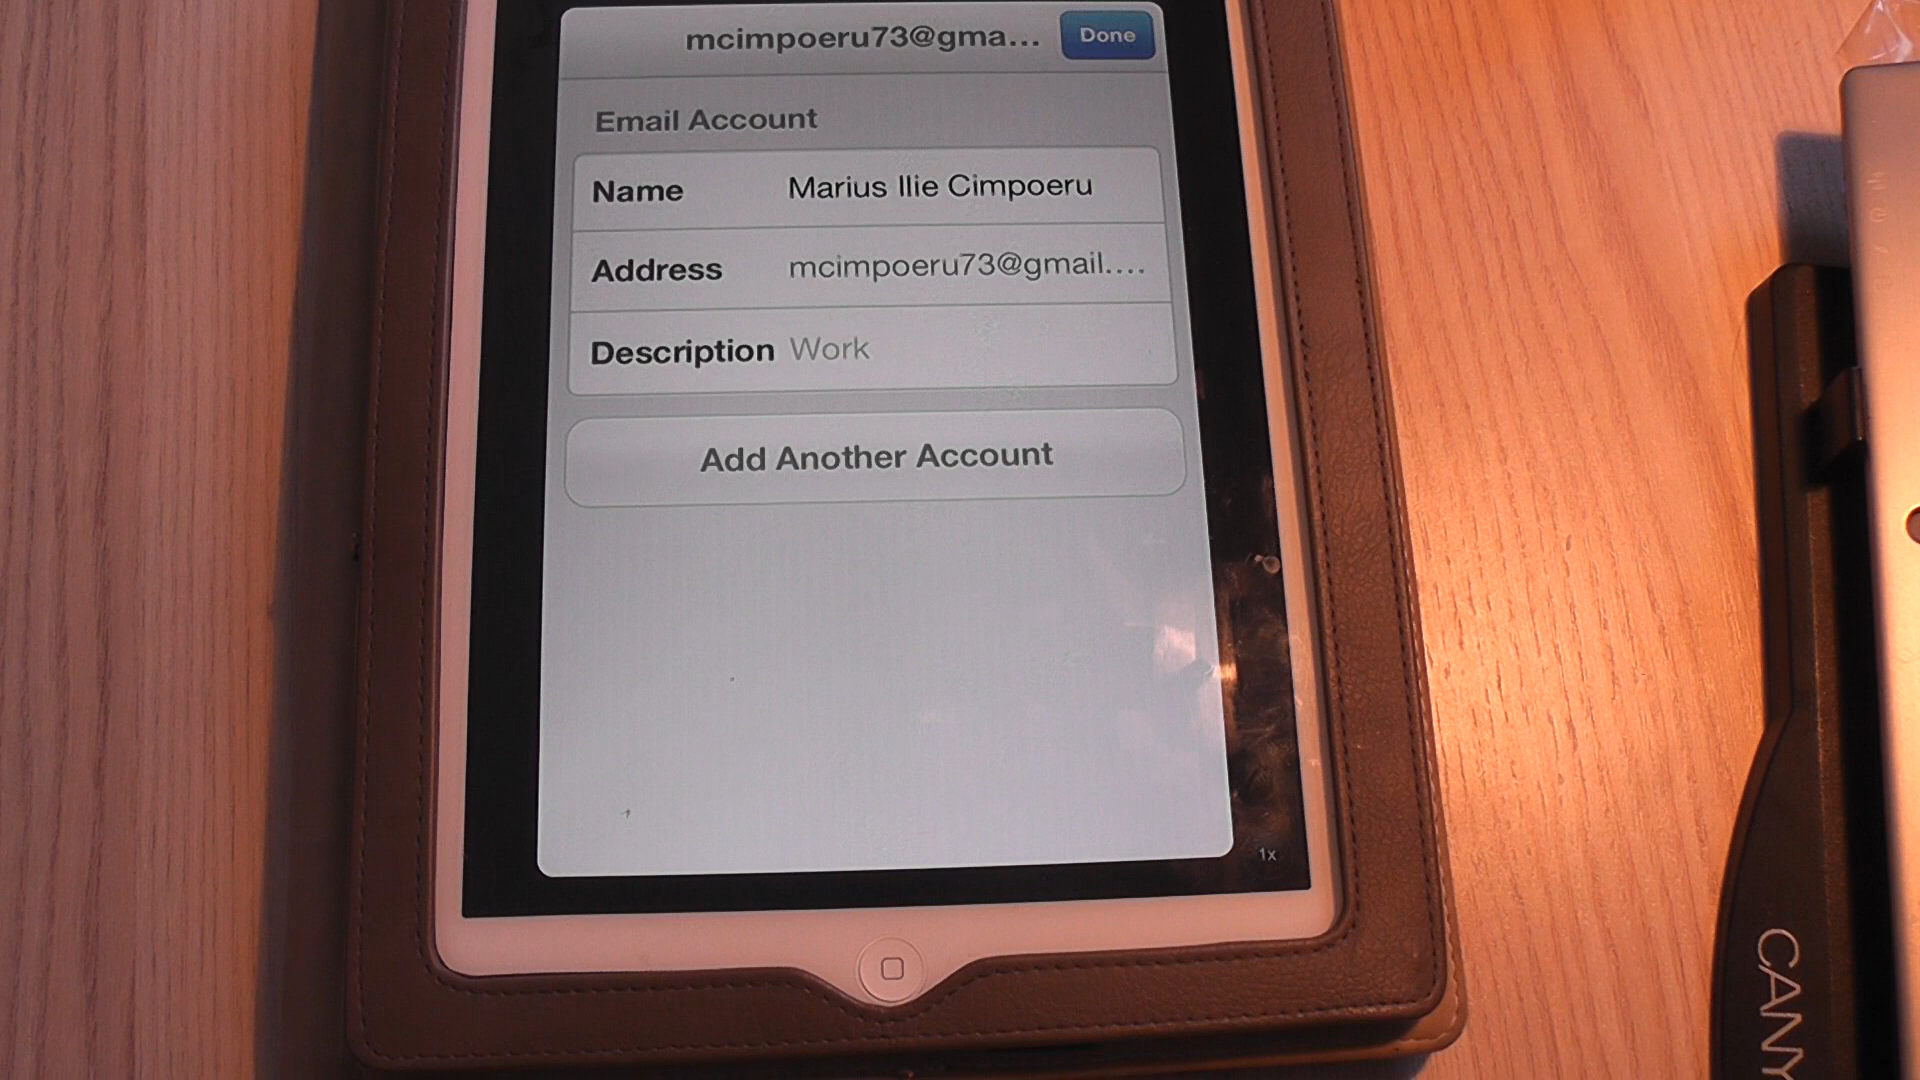 mcimpoeru73@gma...
Done
Email Account
Name Marius Ilie Cimpoeru
Address mcimpoeru73@gmail....
Description Work
Add Another Account
1x
CANY